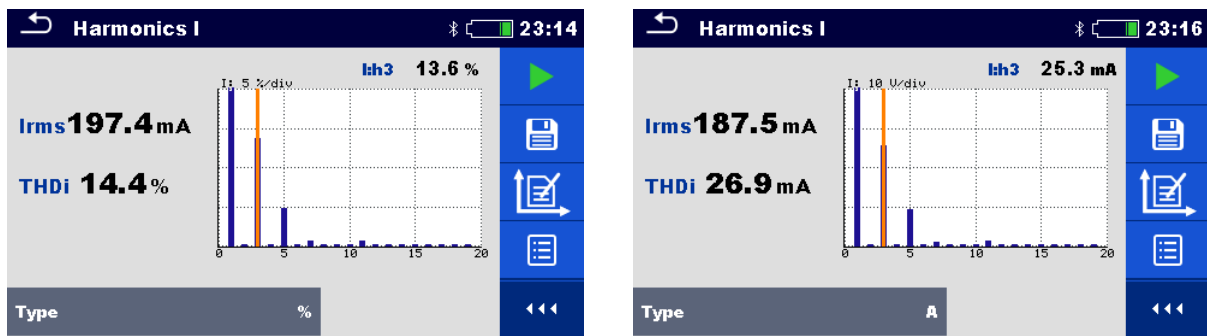 Harmonics I
23:14
I:h3 13.6 %
I: 5 %/div
Irms 197.4 mA
THDi 14.4 %
0 5 10 15 20
Type %
Harmonics I
23:16
I:h3 25.3 mA
I: 10 V/div
Irms 187.5 mA
THDi 26.9 mA
0 5 10 15 20
Type A